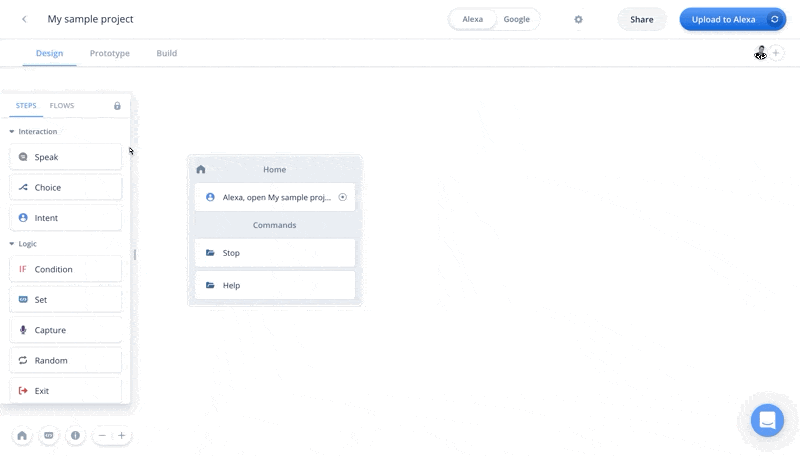 My sample project
Alexa
Google
Share
Upload to Alexa
Design
Prototype
Build
STEPS
FLOWS
Interaction
Speak
Choice
Intent
Logic
IF Condition
Set
Capture
Random
Exit
Home
Alexa, open My sample proj...
Commands
Stop
Help